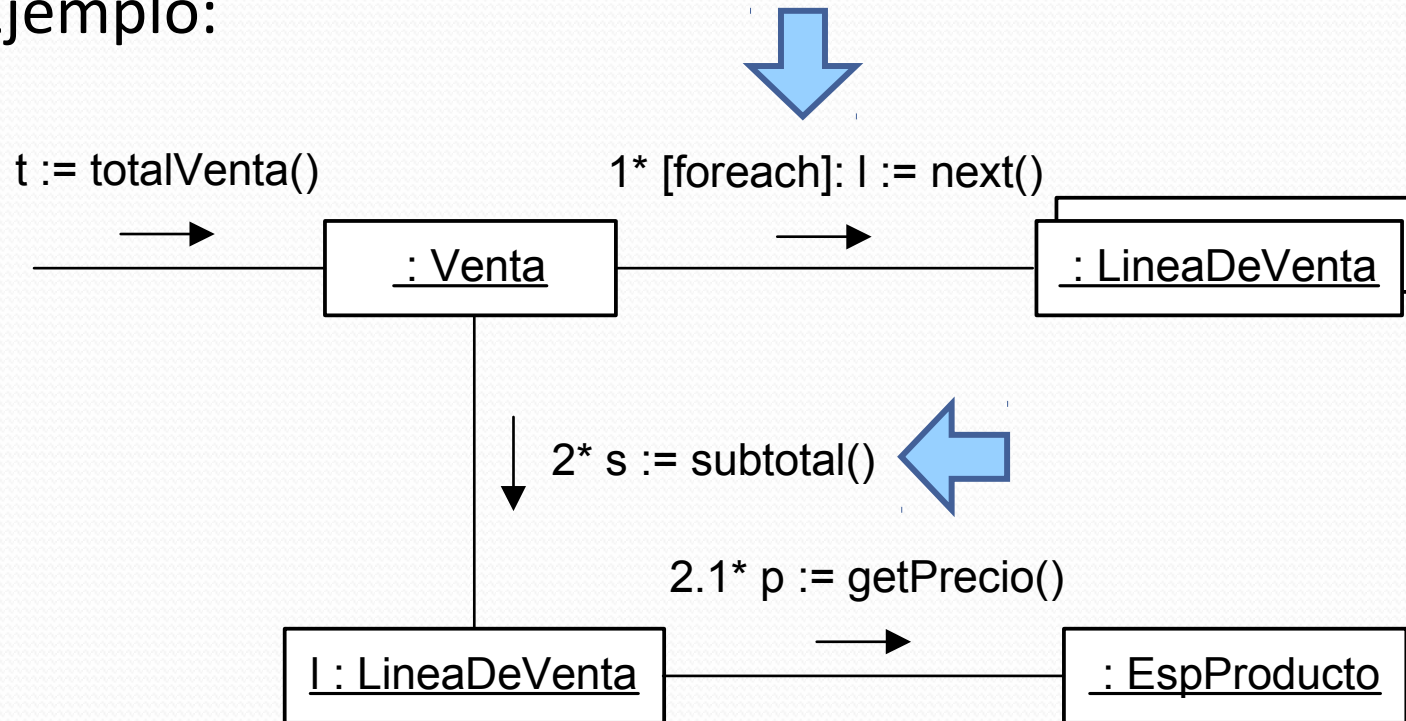 jemplo:
t := totalVenta()
1* [foreach]: l := next()
: Venta
: LineaDeVenta
2* s := subtotal()
2.1* p := getPrecio()
l : LineaDeVenta
: EspProducto